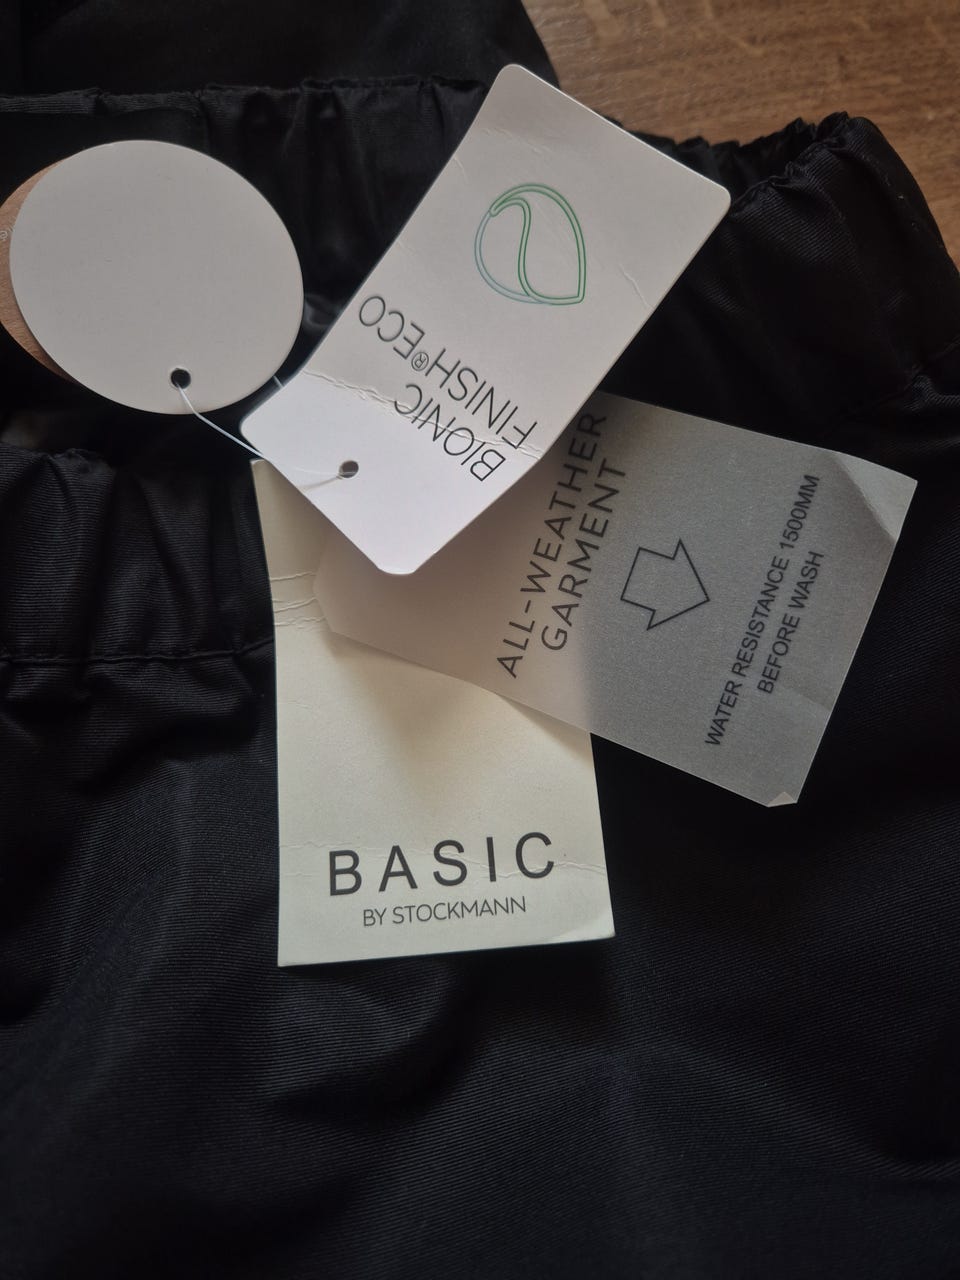 BIONIC
FINISH®ECO
ALL-WEATHER
GARMENT
WATER RESISTANCE 1500MM
BEFORE WASH
BASIC
BY STOCKMANN